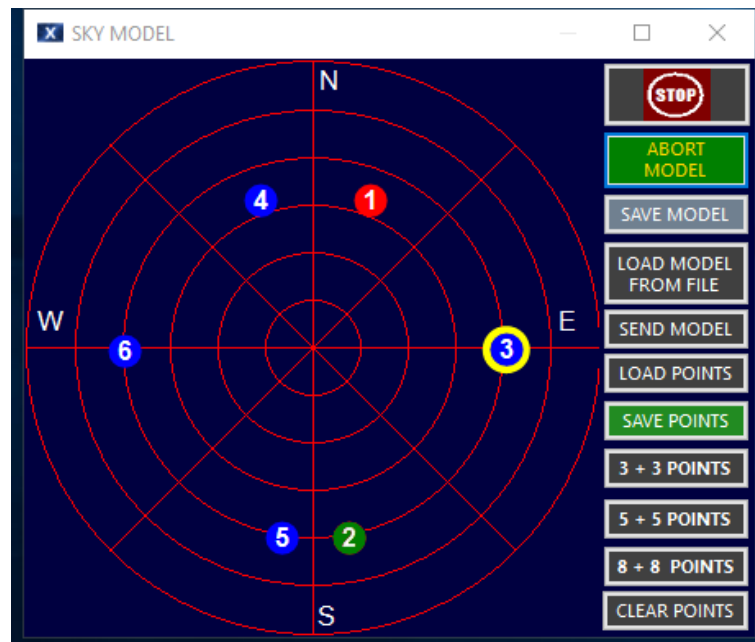 X SKY MODEL
N
STOP
ABORT
MODEL
4 1
SAVE MODEL
LOAD MODEL
FROM FILE
W E
SEND MODEL
6 3
LOAD POINTS
SAVE POINTS
3 + 3 POINTS
5 + 5 POINTS
5 2
8 + 8 POINTS
S
CLEAR POINTS